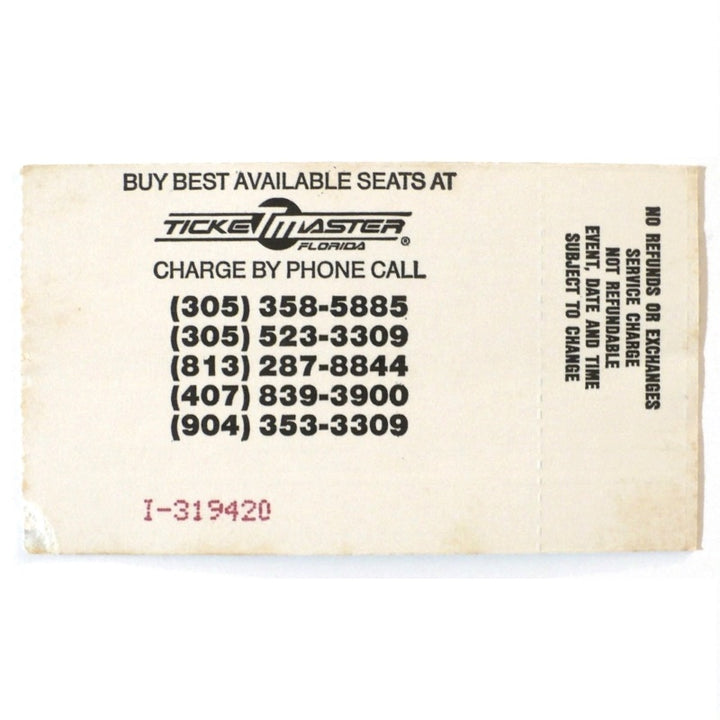 BUY BEST AVAILABLE SEATS AT
TICKETMASTER
FLORIDA ®
CHARGE BY PHONE CALL
(305) 358-5885
(305) 523-3309
(813) 287-8844
(407) 839-3900
(904) 353-3309
I-319420
NO REFUNDS OR EXCHANGES
SERVICE CHARGE
NOT REFUNDABLE
EVENT, DATE AND TIME
SUBJECT TO CHANGE